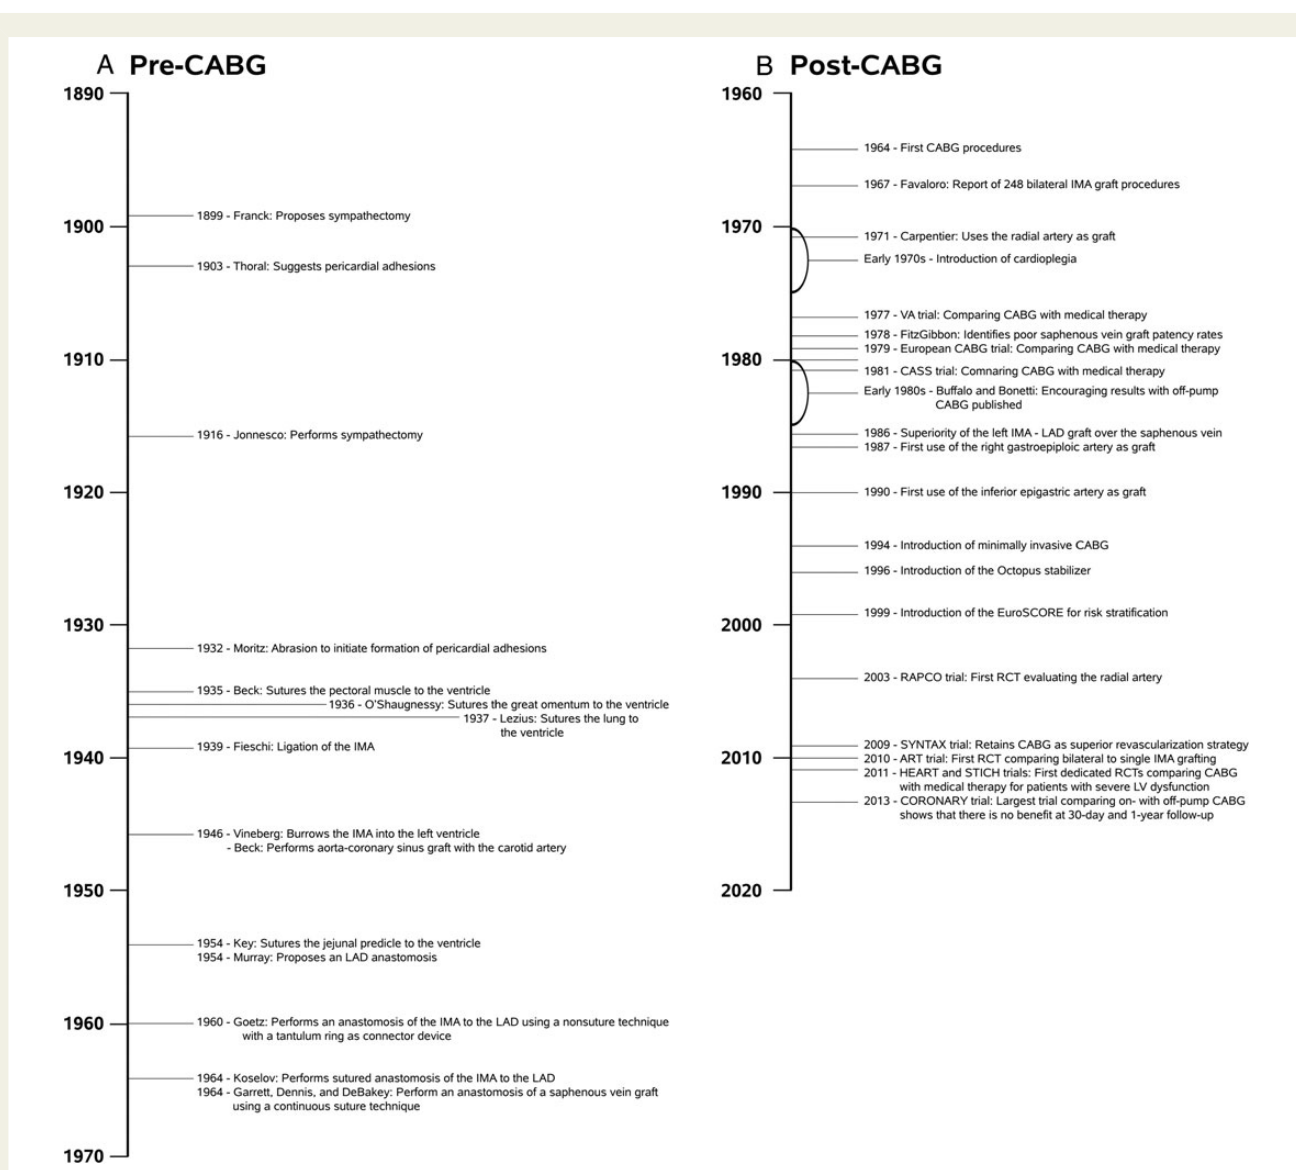 A Pre-CABG
1890
1899 - Franck: Proposes sympathectomy
1900
1903 - Thoral: Suggests pericardial adhesions
1910
1916 - Jonnesco: Performs sympathectomy
1920
1930
1932 - Moritz: Abrasion to initiate formation of pericardial adhesions
1935 - Beck: Sutures the pectoral muscle to the ventricle
1936 - O'Shaugnessy: Sutures the great omentum to the ventricle
1937 - Lezius: Sutures the lung to
the ventricle
1939 - Fieschi: Ligation of the IMA
1940
1946 - Vineberg: Burrows the IMA into the left ventricle
- Beck: Performs aorta-coronary sinus graft with the carotid artery
1950
1954 - Key: Sutures the jejunal predicle to the ventricle
1954 - Murray: Proposes an LAD anastomosis
1960
1960 - Goetz: Performs an anastomosis of the IMA to the LAD using a nonsuture technique
with a tantulum ring as connector device
1964 - Koselov: Performs sutured anastomosis of the IMA to the LAD
1964 - Garrett, Dennis, and DeBakey: Perform an anastomosis of a saphenous vein graft
using a continuous suture technique
1970
B Post-CABG
1960
1964 - First CABG procedures
1967 - Favaloro: Report of 248 bilateral IMA graft procedures
1970
1971 - Carpentier: Uses the radial artery as graft
Early 1970s - Introduction of cardioplegia
1977 - VA trial: Comparing CABG with medical therapy
1978 - FitzGibbon: Identifies poor saphenous vein graft patency rates
1979 - European CABG trial: Comparing CABG with medical therapy
1980
1981 - CASS trial: Comnaring CABG with medical therapy
Early 1980s - Buffalo and Bonetti: Encouraging results with off-pump
CABG published
1986 - Superiority of the left IMA - LAD graft over the saphenous vein
1987 - First use of the right gastroepiploic artery as graft
1990
1990 - First use of the inferior epigastric artery as graft
1994 - Introduction of minimally invasive CABG
1996 - Introduction of the Octopus stabilizer
1999 - Introduction of the EuroSCORE for risk stratification
2000
2003 - RAPCO trial: First RCT evaluating the radial artery
2009 - SYNTAX trial: Retains CABG as superior revascularization strategy
2010
2010 - ART trial: First RCT comparing bilateral to single IMA grafting
2011 - HEART and STICH trials: First dedicated RCTs comparing CABG
with medical therapy for patients with severe LV dysfunction
2013 - CORONARY trial: Largest trial comparing on- with off-pump CABG
shows that there is no benefit at 30-day and 1-year follow-up
2020